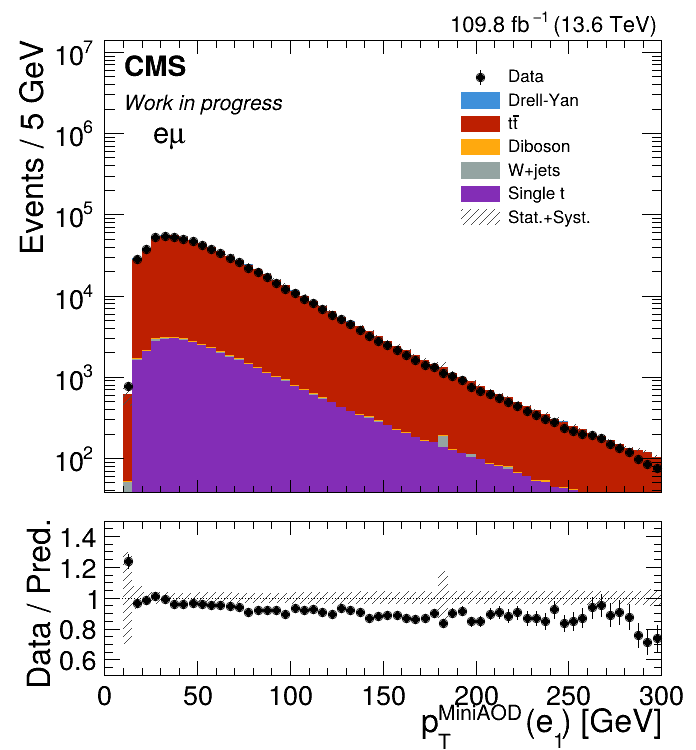 109.8 fb⁻¹ (13.6 TeV)
Events / 5 GeV
10⁷
10⁶
10⁵
10⁴
10³
10²
CMS
Work in progress
eμ
Data
Drell-Yan
tt̄
Diboson
W+jets
Single t
Stat.+Syst.
Data / Pred.
1.4
1.2
1
0.8
0.6
0 50 100 150 200 250 300
p_T^MiniAOD (e₁) [GeV]